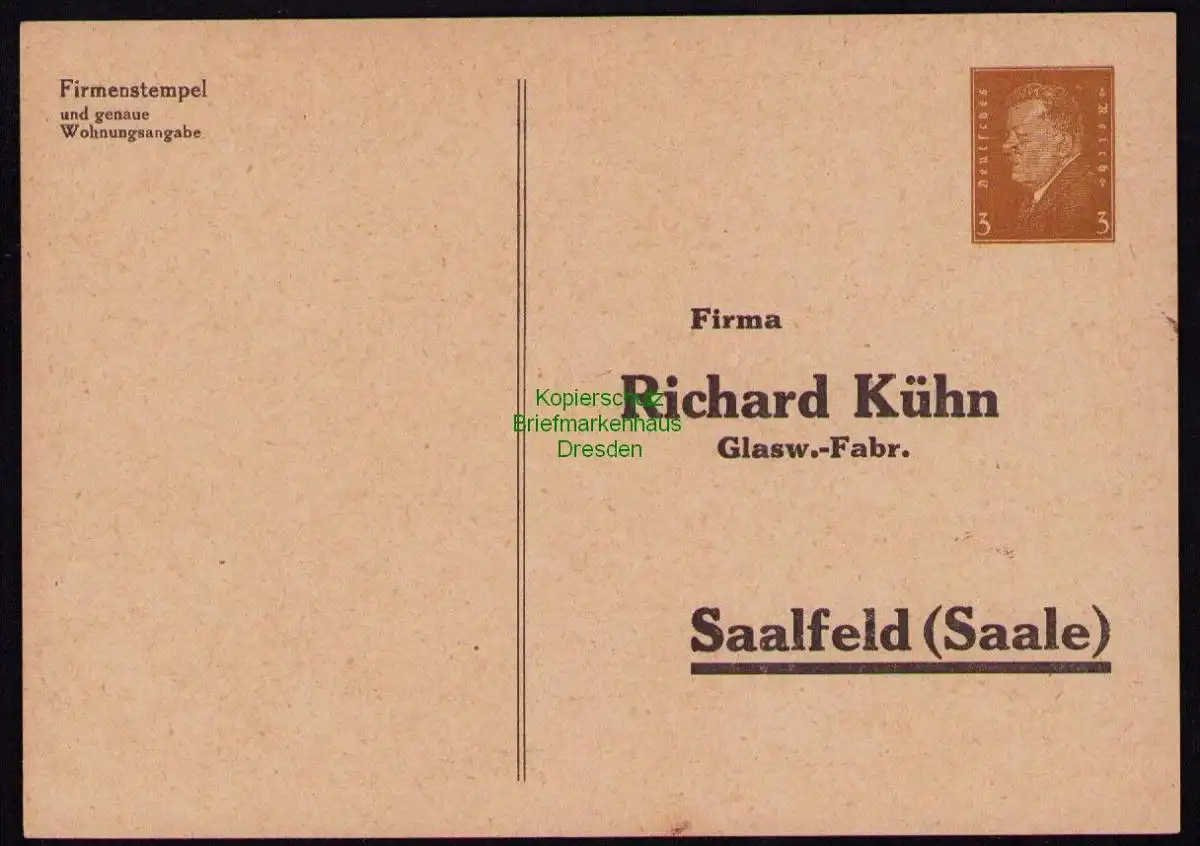 Firmenstempel
und genaue
Wohnungsangabe
Deutsches
Reich
3 3
Firma
Richard Kühn
Glasw.-Fabr.
Saalfeld (Saale)
Kopierschutz
Briefmarkenhaus
Dresden